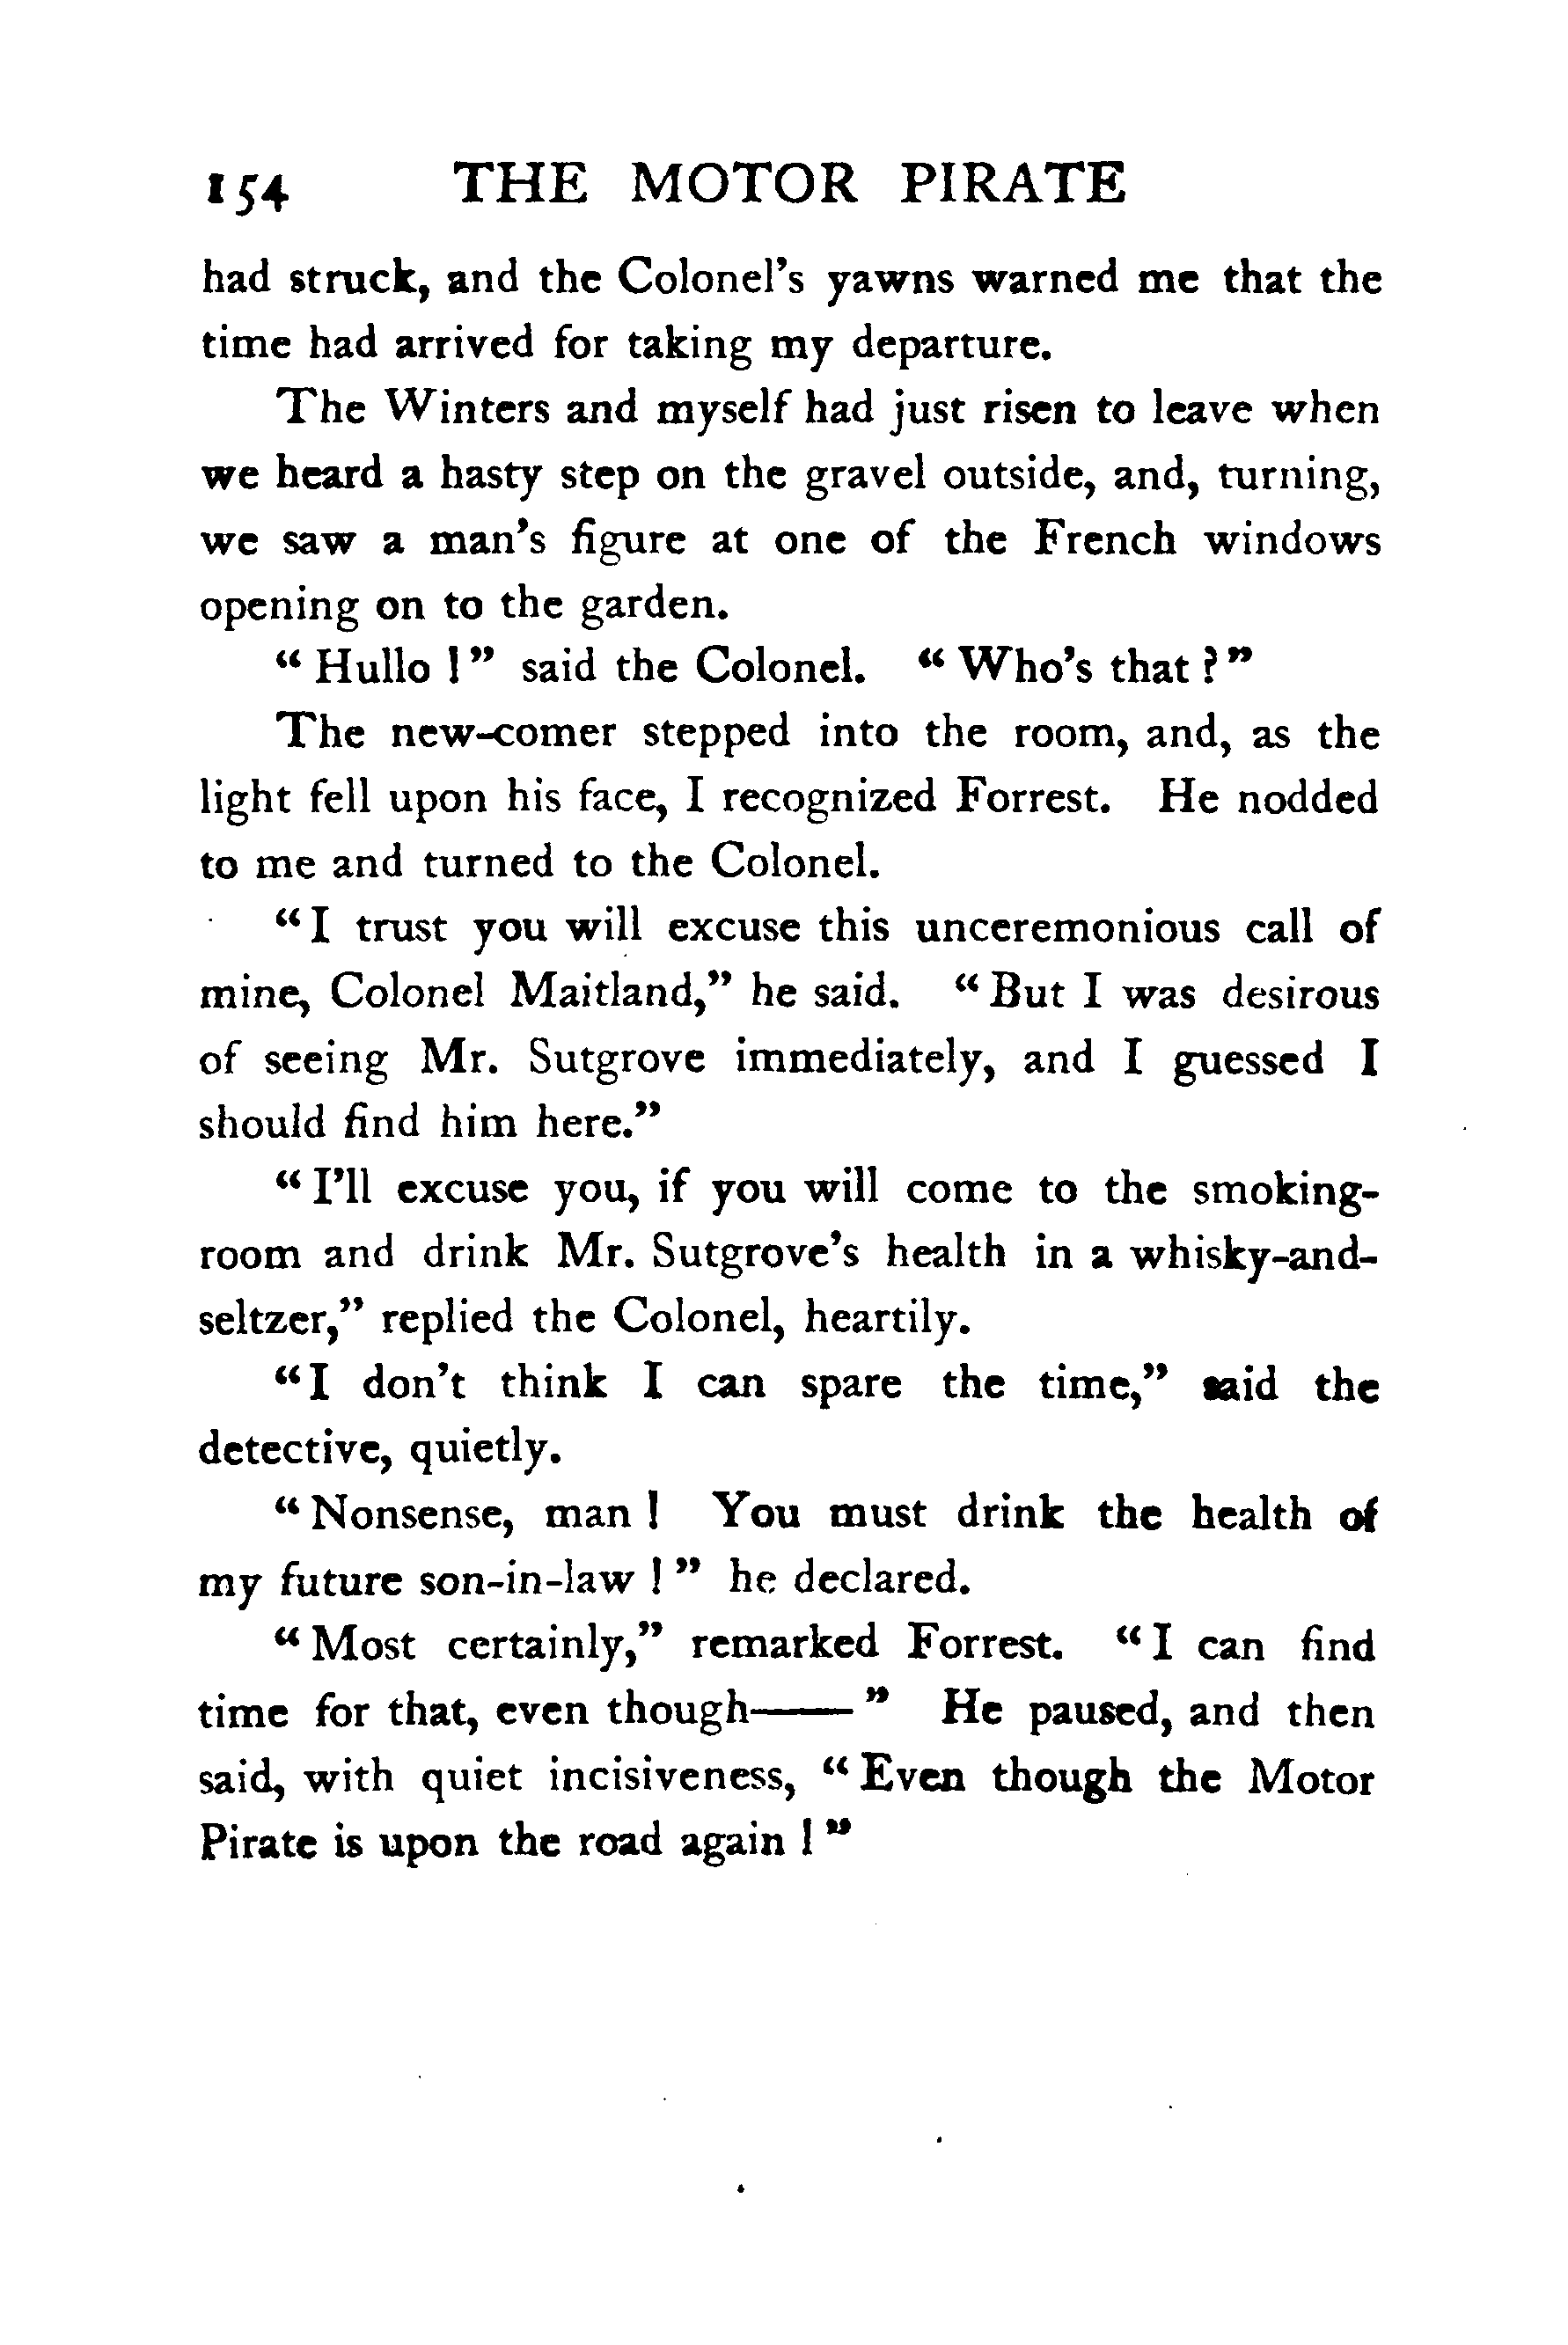 154 THE MOTOR PIRATE
had struck, and the Colonel's yawns warned me that the
time had arrived for taking my departure.
The Winters and myself had just risen to leave when
we heard a hasty step on the gravel outside, and, turning,
we saw a man's figure at one of the French windows
opening on to the garden.
“ Hullo !” said the Colonel. “ Who's that ?”
The new-comer stepped into the room, and, as the
light fell upon his face, I recognized Forrest. He nodded
to me and turned to the Colonel.
“ I trust you will excuse this unceremonious call of
mine, Colonel Maitland,” he said. “ But I was desirous
of seeing Mr. Sutgrove immediately, and I guessed I
should find him here.”
“ I'll excuse you, if you will come to the smoking-
room and drink Mr. Sutgrove's health in a whisky-and-
seltzer,” replied the Colonel, heartily.
“ I don't think I can spare the time,” said the
detective, quietly.
“ Nonsense, man ! You must drink the health of
my future son-in-law ! ” he declared.
“ Most certainly,” remarked Forrest. “ I can find
time for that, even though—— ” He paused, and then
said, with quiet incisiveness, “ Even though the Motor
Pirate is upon the road again ! ”